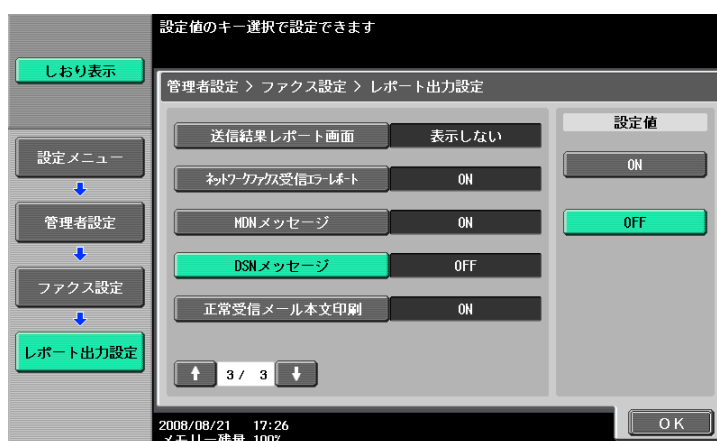 設定値のキー選択で設定できます
しおり表示
管理者設定 > ファクス設定 > レポート出力設定
設定メニュー
管理者設定
ファクス設定
レポート出力設定
送信結果レポート画面 表示しない
ネットワークファクス受信エラーレポート ON
MDNメッセージ ON
DSNメッセージ OFF
正常受信メール本文印刷 ON
3/ 3
設定値
ON
OFF
2008/08/21 17:26
メモリー残量 100%
OK